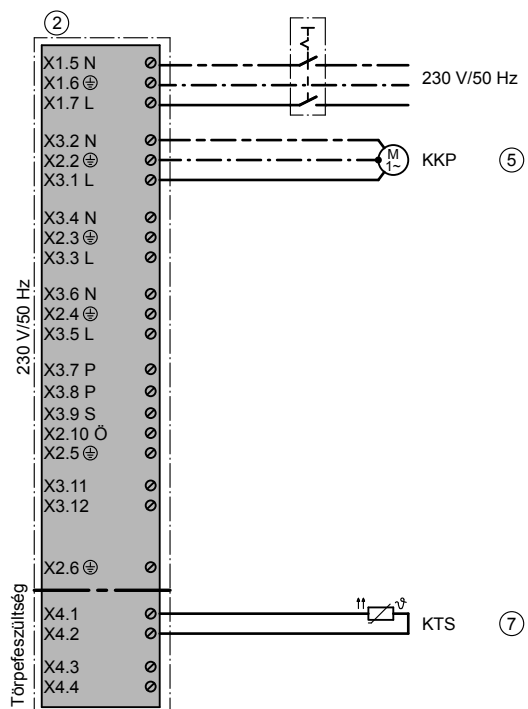 ②
X1.5 N
X1.6 ⏚
X1.7 L
230 V/50 Hz
X3.2 N
X2.2 ⏚
X3.1 L
M
1~
KKP
⑤
X3.4 N
X2.3 ⏚
X3.3 L
X3.6 N
X2.4 ⏚
X3.5 L
230 V/50 Hz
X3.7 P
X3.8 P
X3.9 S
X2.10 Ö
X2.5 ⏚
X3.11
X3.12
X2.6 ⏚
Törpefeszültség
X4.1
X4.2
ϑ
KTS
⑦
X4.3
X4.4